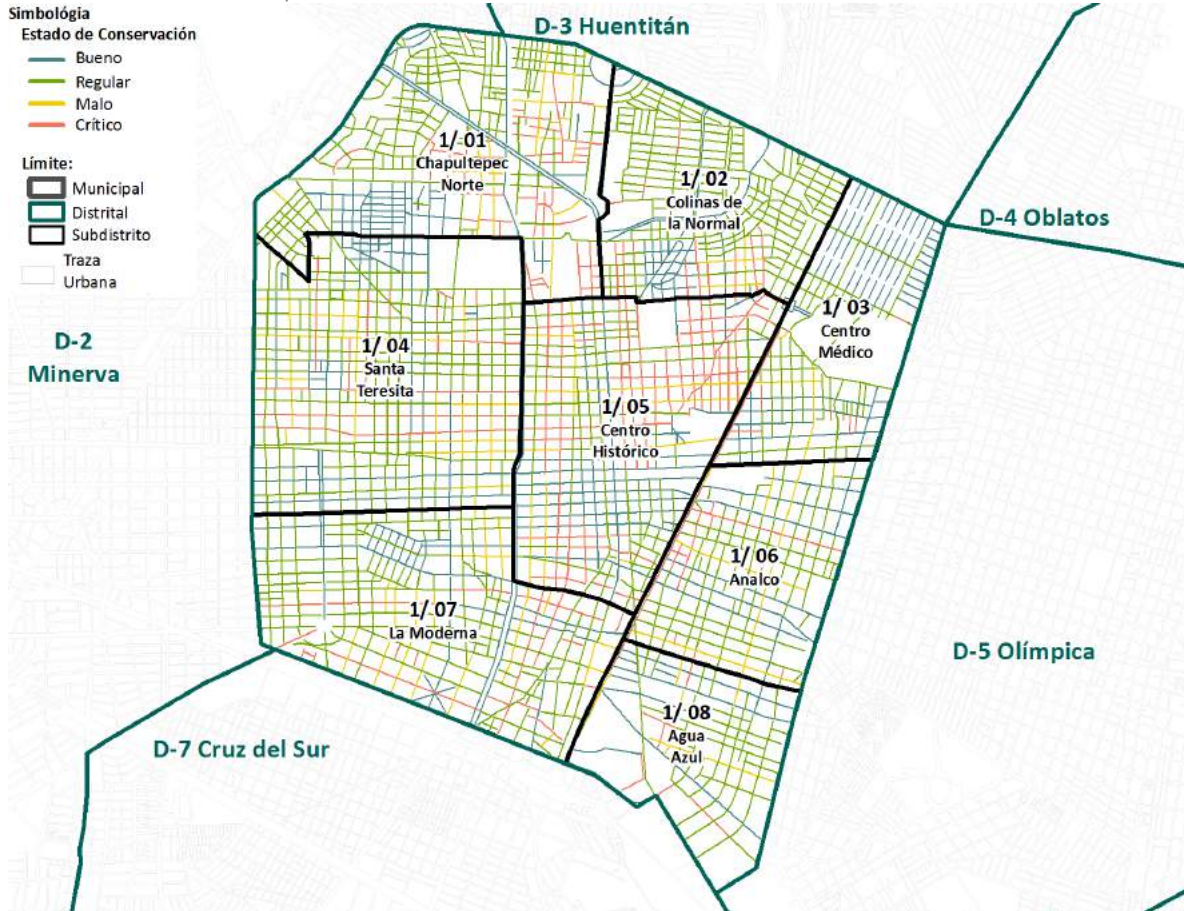 Simbológia
Estado de Conservación
Bueno
Regular
Malo
Crítico
Límite:
Municipal
Distrital
Subdistrito
Traza
Urbana
D-3 Huentitán
1/ 01
Chapultepec
Norte
1/ 02
Colinas de
la Normal
D-4 Oblatos
1/ 03
Centro
Médico
D-2
Minerva
1/ 04
Santa
Teresita
1/ 05
Centro
Histórico
1/ 06
Analco
1/ 07
La Moderna
D-5 Olímpica
1/ 08
Agua
Azul
D-7 Cruz del Sur